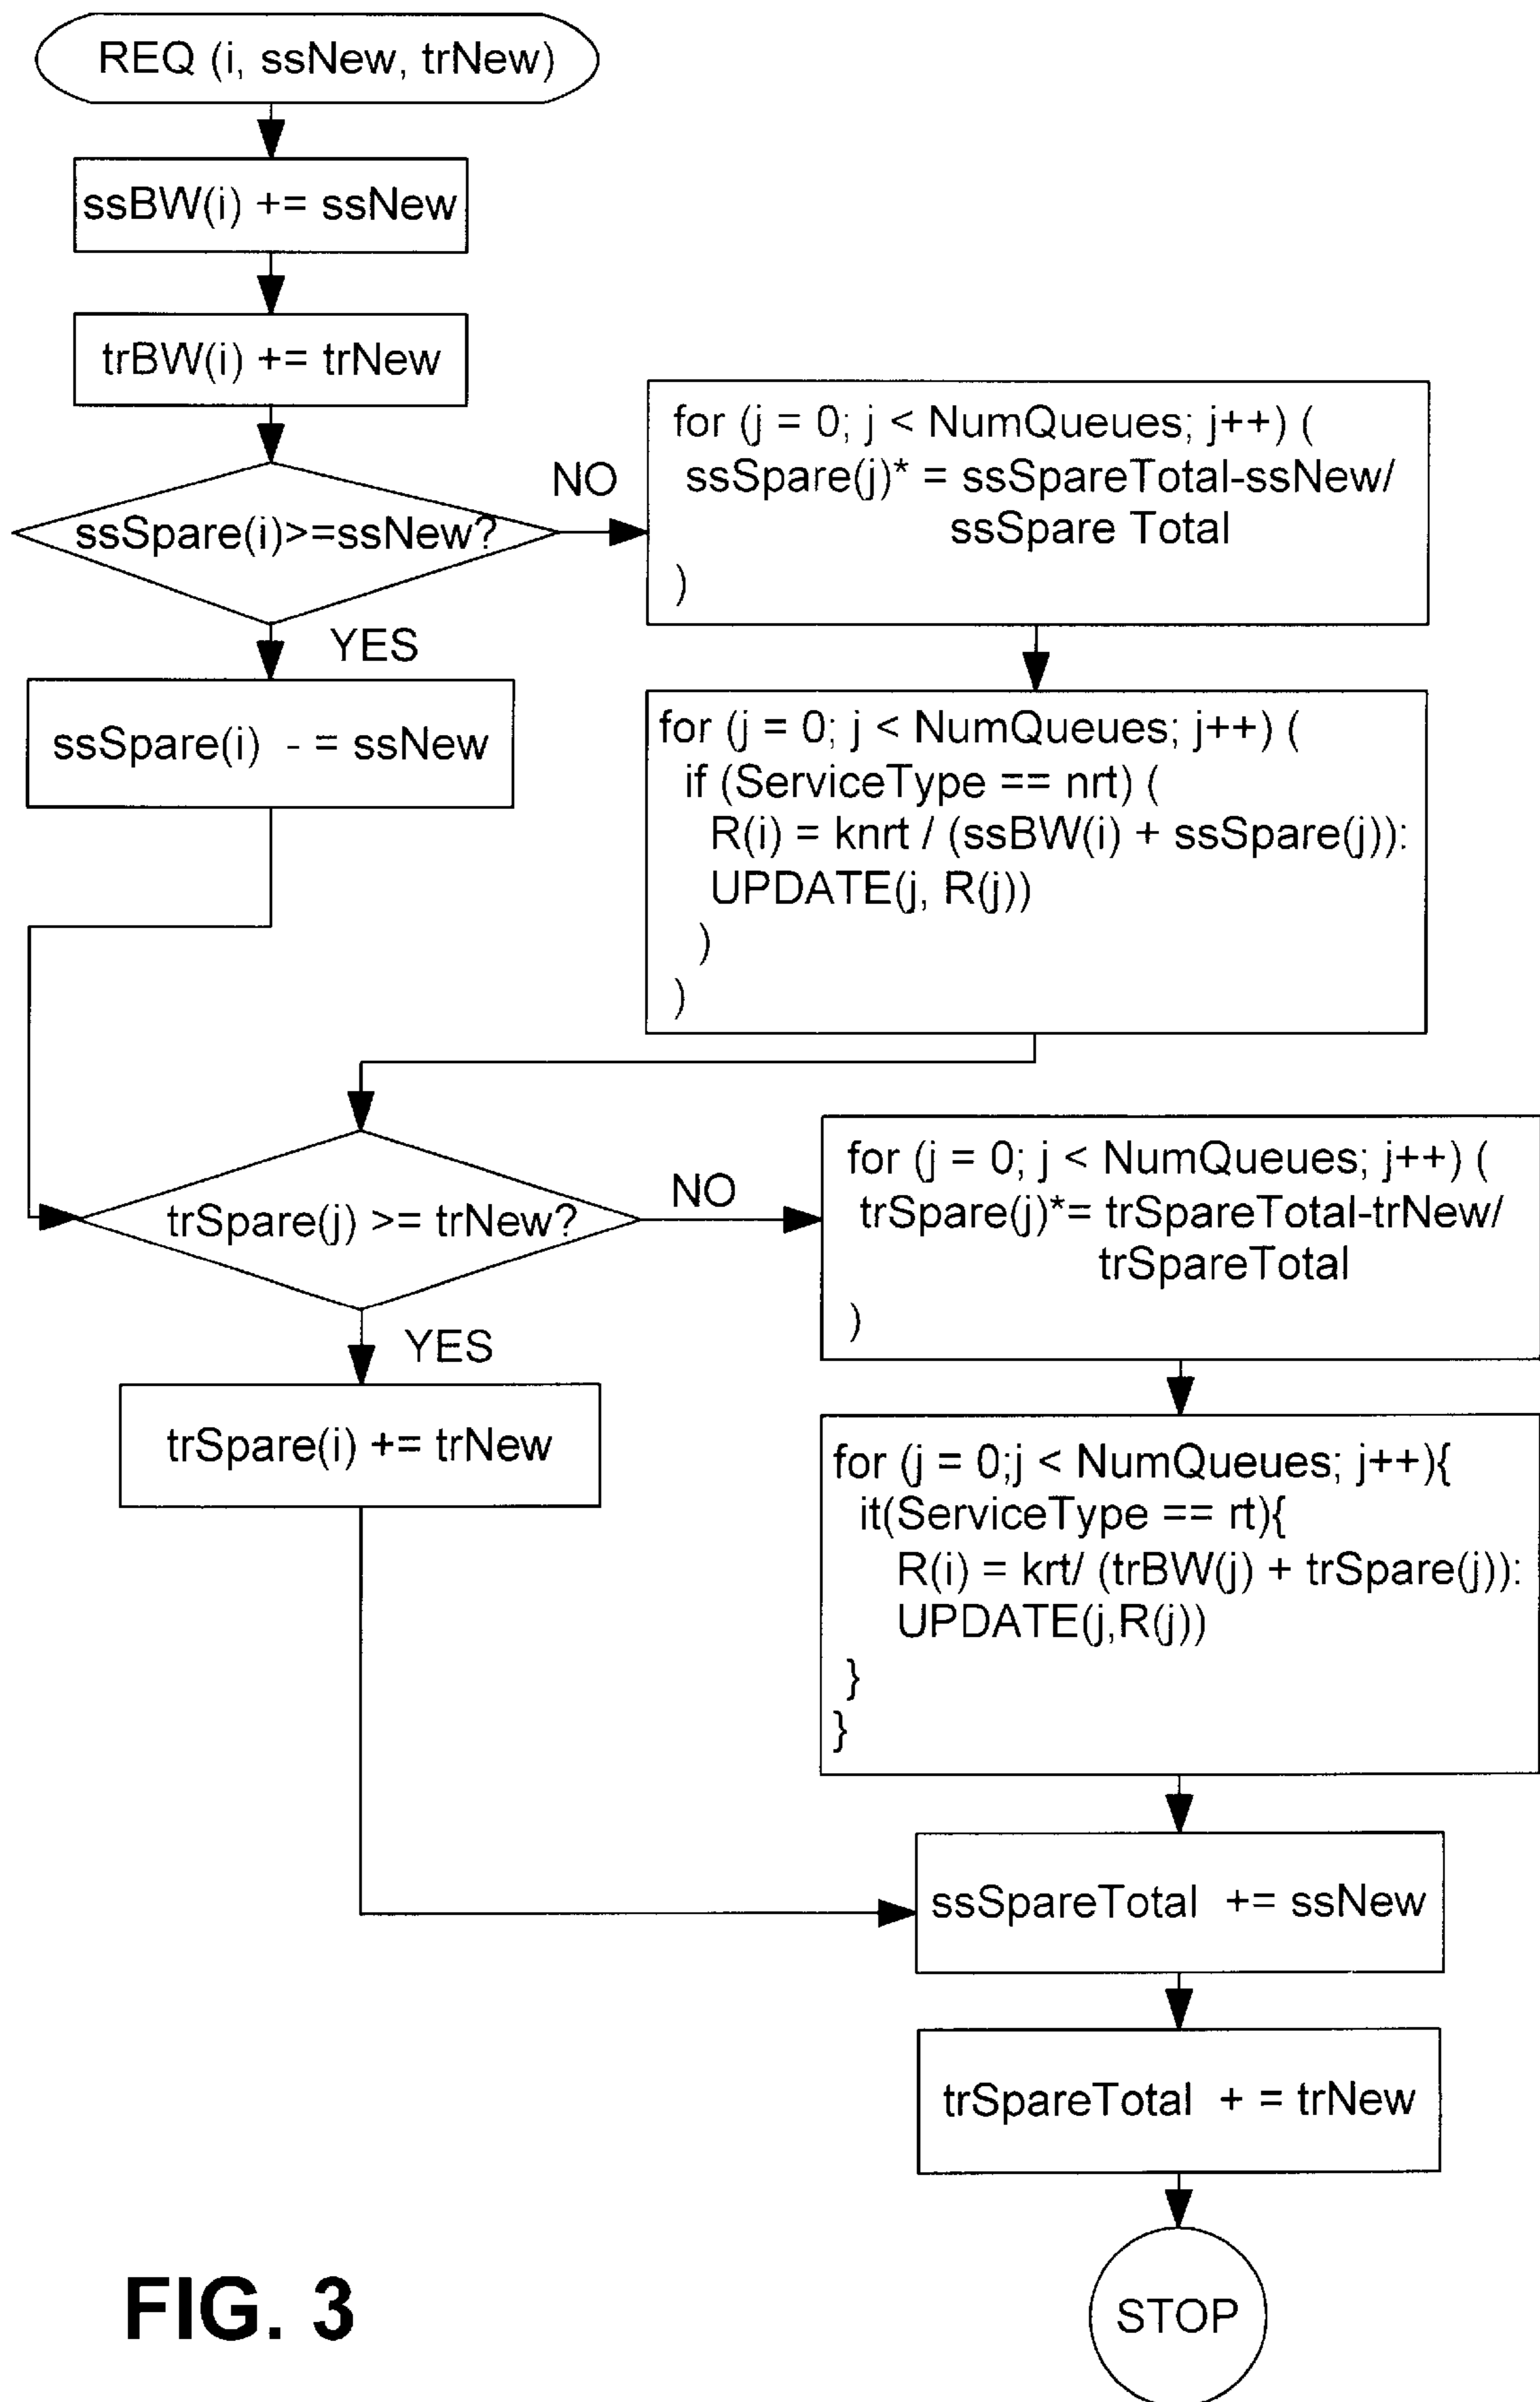 REQ (i, ssNew, trNew)
ssBW(i) += ssNew
trBW(i) += trNew
ssSpare(i)>=ssNew?
NO
for (j = 0; j < NumQueues; j++) (
ssSpare(j)* = ssSpareTotal-ssNew/
ssSpare Total
)
YES
ssSpare(i) - = ssNew
for (j = 0; j < NumQueues; j++) (
if (ServiceType == nrt) (
R(i) = knrt / (ssBW(i) + ssSpare(j)):
UPDATE(j, R(j))
)
)
trSpare(j) >= trNew?
NO
for (j = 0; j < NumQueues; j++) (
trSpare(j)*= trSpareTotal-trNew/
trSpareTotal
)
YES
trSpare(i) += trNew
for (j = 0;j < NumQueues; j++){
it(ServiceType == rt){
R(i) = krt/ (trBW(j) + trSpare(j)):
UPDATE(j,R(j))
}
}
ssSpareTotal += ssNew
trSpareTotal + = trNew
STOP
FIG. 3